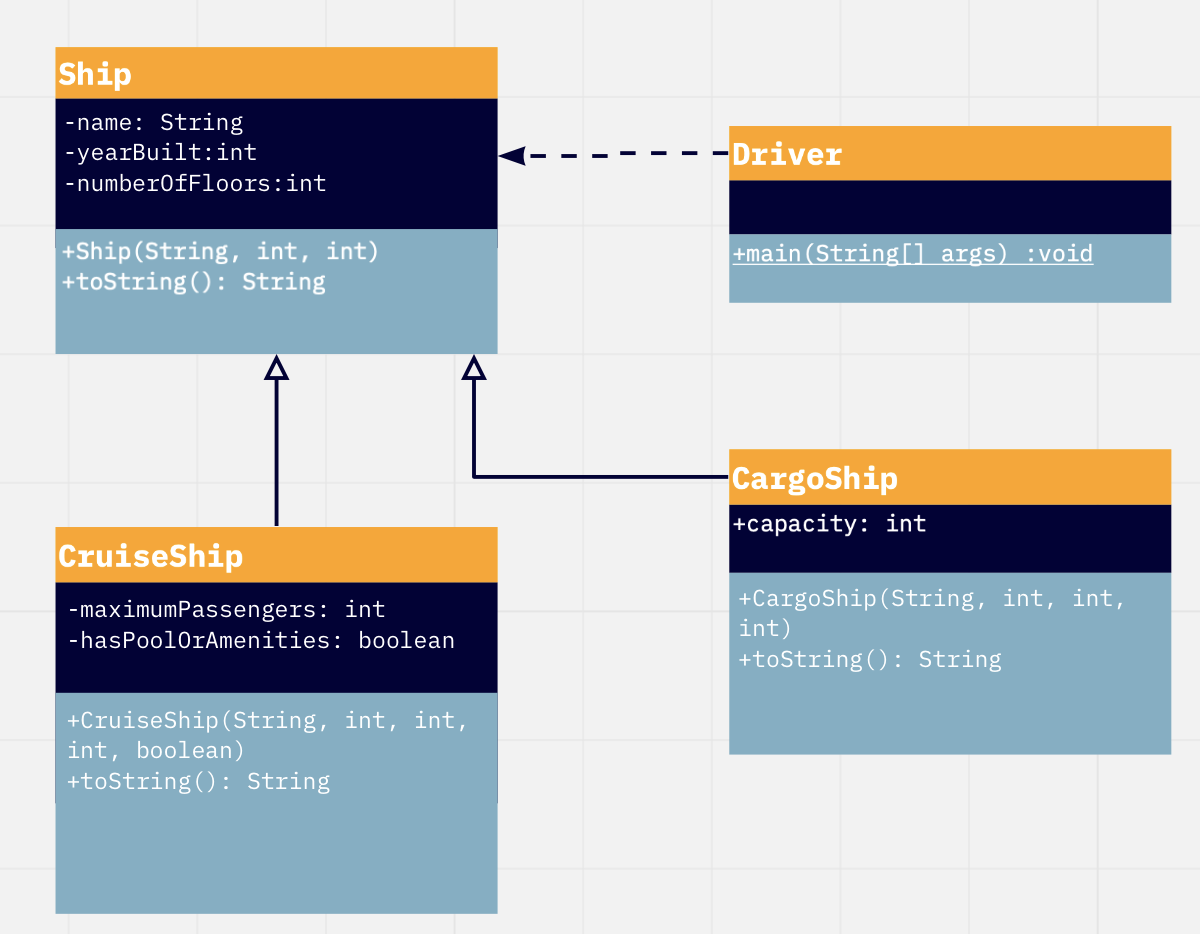 Ship
-name: String
-yearBuilt:int
-numberOfFloors:int
+Ship(String, int, int)
+toString(): String
Driver
+main(String[] args) :void
CruiseShip
-maximumPassengers: int
-hasPoolOrAmenities: boolean
+CruiseShip(String, int, int,
int, boolean)
+toString(): String
CargoShip
+capacity: int
+CargoShip(String, int, int,
int)
+toString(): String